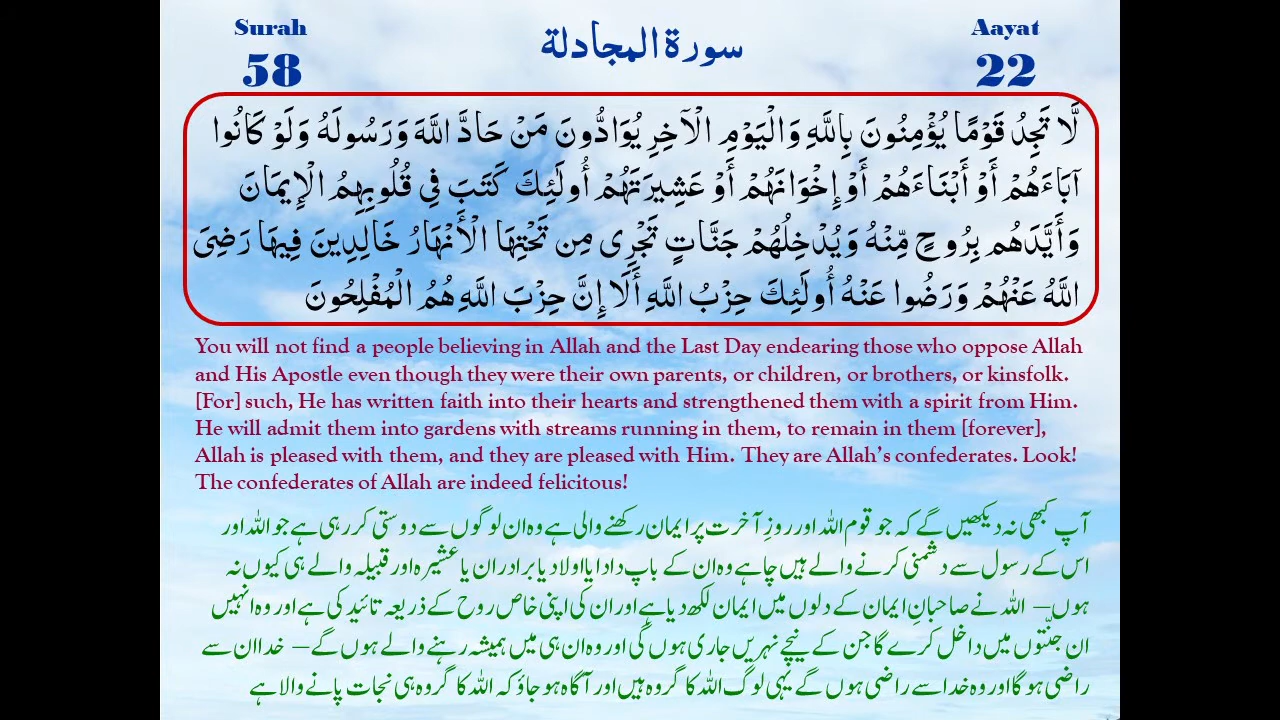 Surah
58
سورة المجادلة
Aayat
22
لَّا تَجِدُ قَوْمًا يُؤْمِنُونَ بِاللَّهِ وَالْيَوْمِ الْآخِرِ يُوَادُّونَ مَنْ حَادَّ اللَّهَ وَرَسُولَهُ وَلَوْ كَانُوا
آبَاءَهُمْ أَوْ أَبْنَاءَهُمْ أَوْ إِخْوَانَهُمْ أَوْ عَشِيرَتَهُمْ أُولَٰئِكَ كَتَبَ فِي قُلُوبِهِمُ الْإِيمَانَ
وَأَيَّدَهُم بِرُوحٍ مِّنْهُ وَيُدْخِلُهُمْ جَنَّاتٍ تَجْرِي مِن تَحْتِهَا الْأَنْهَارُ خَالِدِينَ فِيهَا رَضِيَ
اللَّهُ عَنْهُمْ وَرَضُوا عَنْهُ أُولَٰئِكَ حِزْبُ اللَّهِ أَلَا إِنَّ حِزْبَ اللَّهِ هُمُ الْمُفْلِحُونَ
You will not find a people believing in Allah and the Last Day endearing those who oppose Allah
and His Apostle even though they were their own parents, or children, or brothers, or kinsfolk.
[For] such, He has written faith into their hearts and strengthened them with a spirit from Him.
He will admit them into gardens with streams running in them, to remain in them [forever],
Allah is pleased with them, and they are pleased with Him. They are Allah's confederates. Look!
The confederates of Allah are indeed felicitous!
آپ کبھی نہ دیکھیں گے کہ جو قوم اللہ اور روزِ آخرت پر ایمان رکھنے والی ہے وہ ان لوگوں سے دوستی کر رہی ہے جو اللہ اور
اس کے رسول سے دشمنی کرنے والے ہیں چاہے وہ ان کے باپ دادا یا اولاد یا برادران یا عشیرہ اور قبیلہ والے ہی کیوں نہ
ہوں– اللہ نے صاحبانِ ایمان کے دلوں میں ایمان لکھ دیا ہے اور ان کی اپنی خاص روح کے ذریعہ تائید کی ہے اور وہ انہیں
ان جنّتوں میں داخل کرے گا جن کے نیچے نہریں جاری ہوں گی اور وہ ان ہی میں ہمیشہ رہنے والے ہوں گے– خدا ان سے
راضی ہوگا اور وہ خدا سے راضی ہوں گے یہی لوگ اللہ کا گروہ ہیں اور آگاہ ہو جاؤ کہ اللہ کا گروہ ہی نجات پانے والا ہے